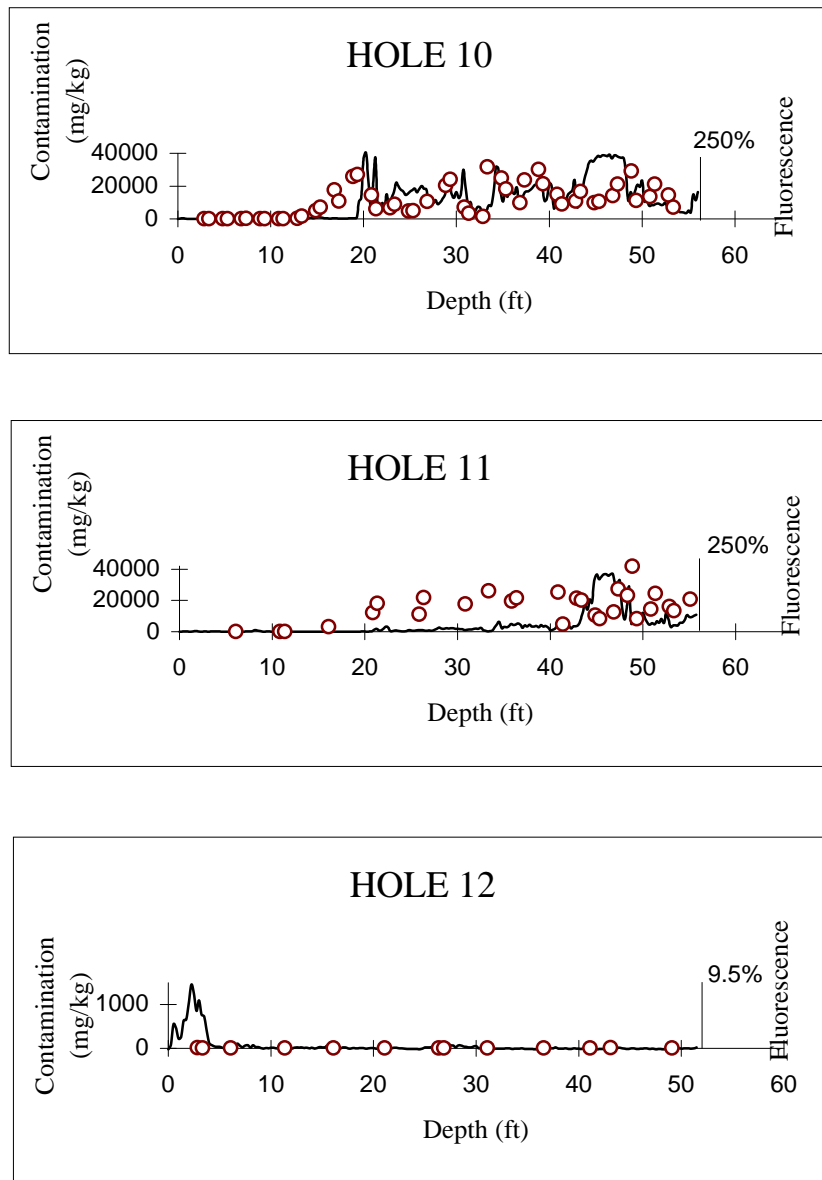 HOLE 10
Contamination
(mg/kg)
40000
20000
0
0 10 20 30 40 50 60
Depth (ft)
250%
Fluorescence
HOLE 11
Contamination
(mg/kg)
40000
20000
0
0 10 20 30 40 50 60
Depth (ft)
250%
Fluorescence
HOLE 12
Contamination
(mg/kg)
1000
0
0 10 20 30 40 50 60
Depth (ft)
9.5%
Fluorescence